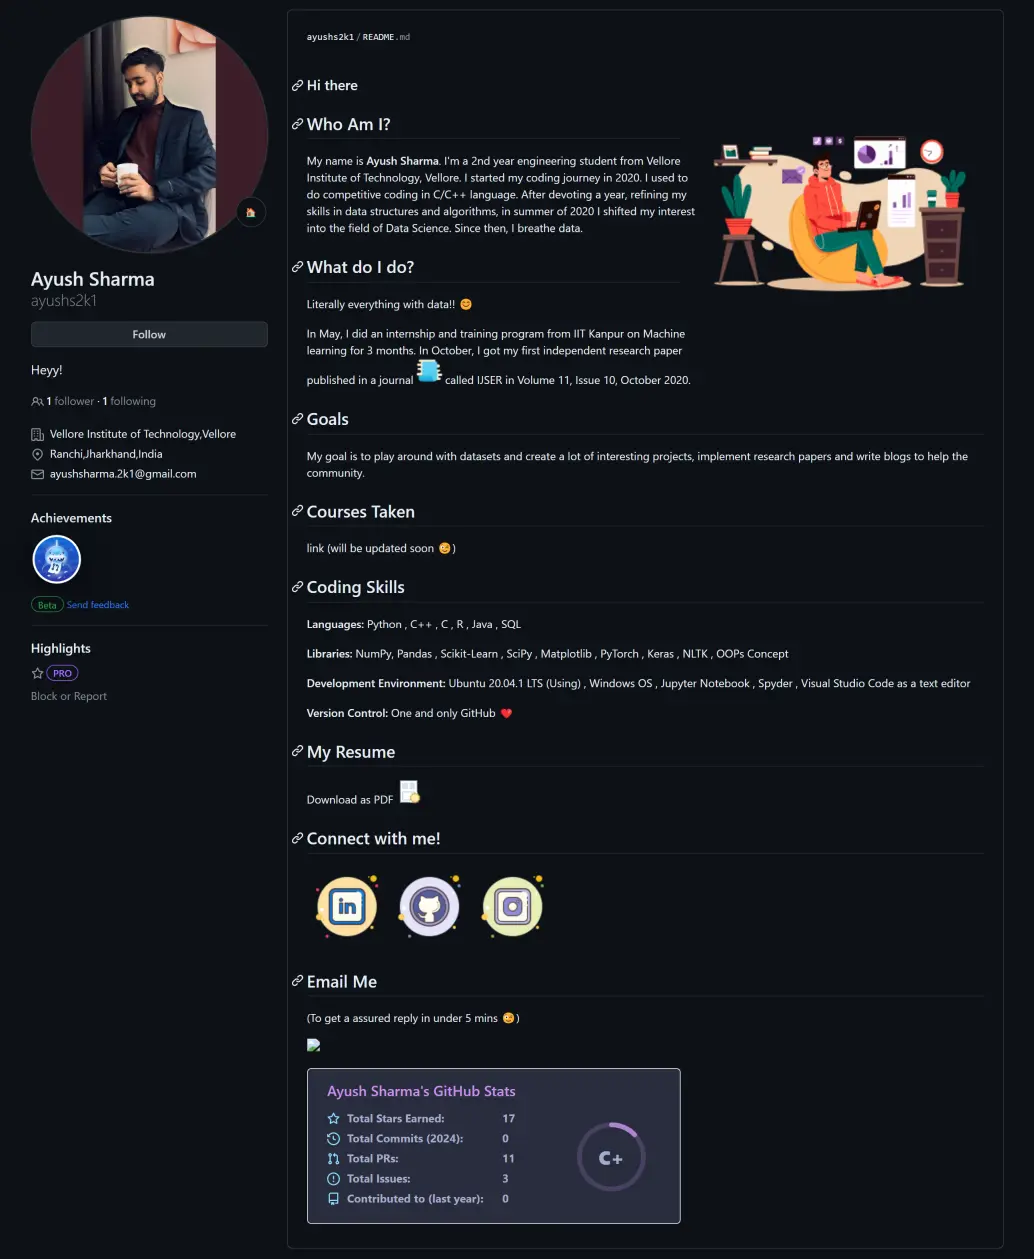 Ayush Sharma
ayushs2k1
Follow
Heyy!
1 follower · 1 following
Vellore Institute of Technology,Vellore
Ranchi,Jharkhand,India
ayushsharma.2k1@gmail.com
Achievements
Beta Send feedback
Highlights
PRO
Block or Report
ayushs2k1/README.md
Hi there
Who Am I?
My name is Ayush Sharma. I'm a 2nd year engineering student from Vellore
Institute of Technology, Vellore. I started my coding journey in 2020. I used to
do competitive coding in C/C++ language. After devoting a year, refining my
skills in data structures and algorithms, in summer of 2020 I shifted my interest
into the field of Data Science. Since then, I breathe data.
What do I do?
Literally everything with data!! 😊
In May, I did an internship and training program from IIT Kanpur on Machine
learning for 3 months. In October, I got my first independent research paper
published in a journal called IJSER in Volume 11, Issue 10, October 2020.
Goals
My goal is to play around with datasets and create a lot of interesting projects, implement research papers and write blogs to help the
community.
Courses Taken
link (will be updated soon 😉)
Coding Skills
Languages: Python , C++ , C , R , Java , SQL
Libraries: NumPy, Pandas , Scikit-Learn , SciPy , Matplotlib , PyTorch , Keras , NLTK , OOPs Concept
Development Environment: Ubuntu 20.04.1 LTS (Using) , Windows OS , Jupyter Notebook , Spyder , Visual Studio Code as a text editor
Version Control: One and only GitHub ❤️
My Resume
Download as PDF
Connect with me!
in
Email Me
(To get a assured reply in under 5 mins 😉)
Ayush Sharma's GitHub Stats
Total Stars Earned: 17
Total Commits (2024): 0
Total PRs: 11
Total Issues: 3
Contributed to (last year): 0
C+